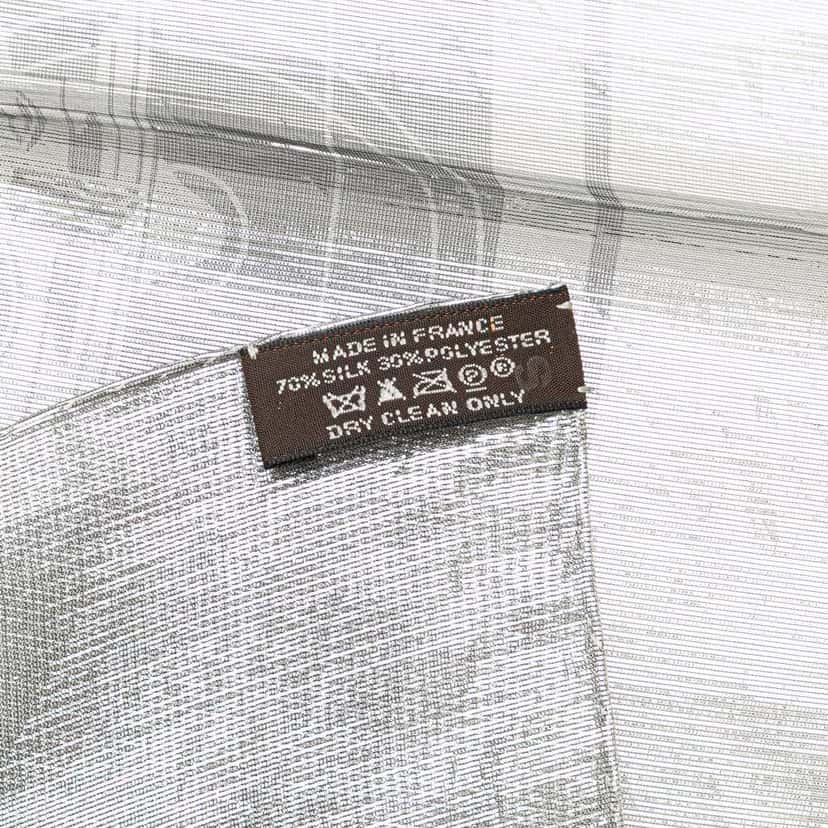 MADE IN FRANCE
70%SILK 30%POLYESTER
P ®
DRY CLEAN ONLY